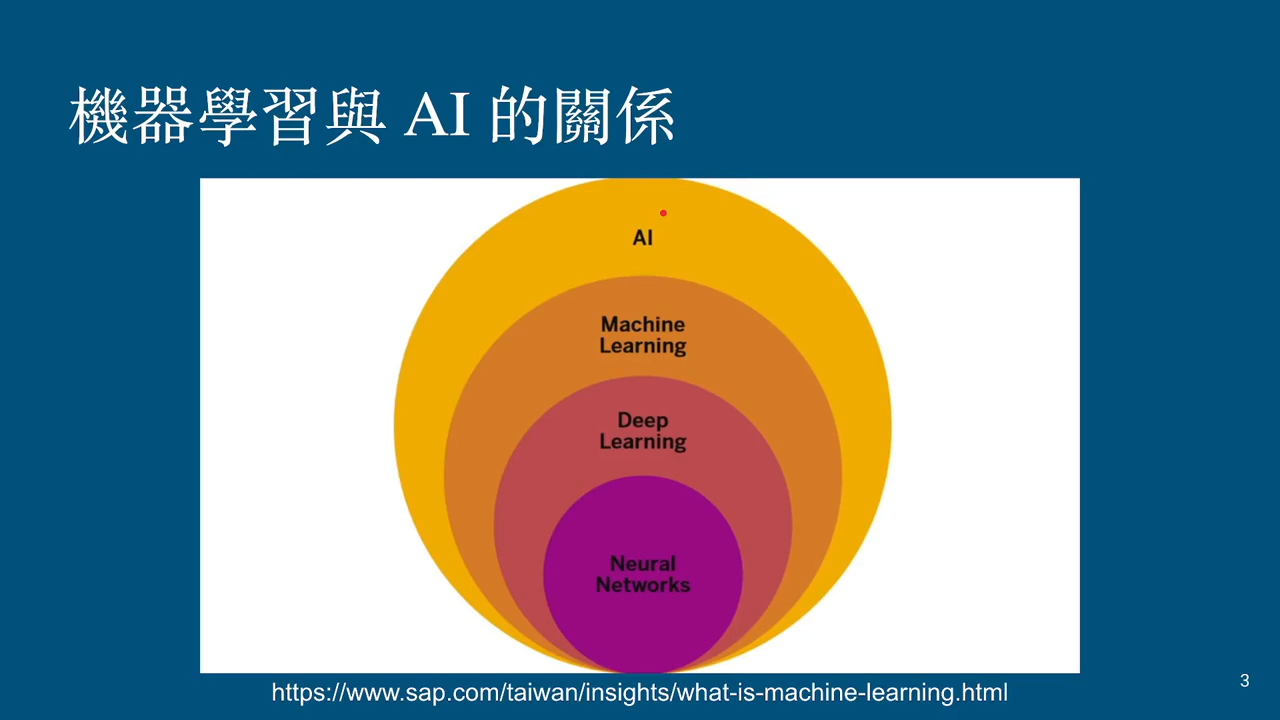 機器學習與 AI 的關係
AI
Machine
Learning
Deep
Learning
Neural
Networks
https://www.sap.com/taiwan/insights/what-is-machine-learning.html
3